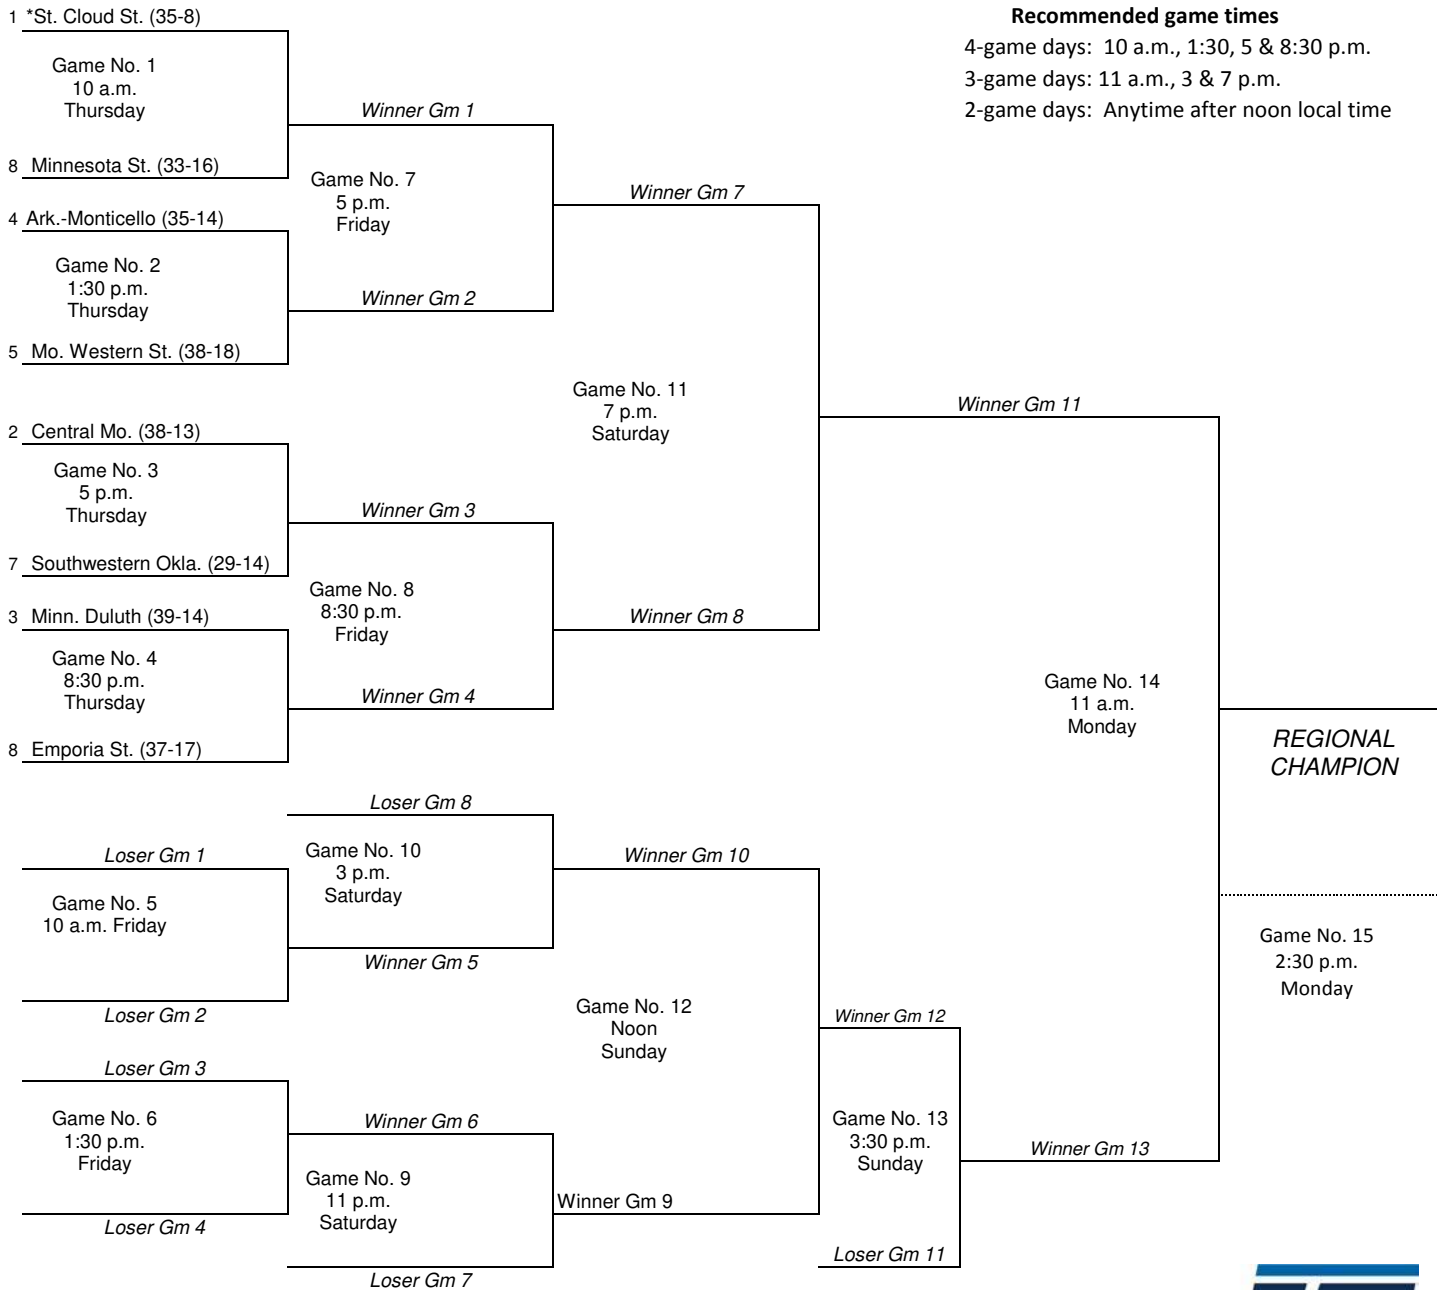 1 *St. Cloud St. (35-8)
Recommended game times
4-game days: 10 a.m., 1:30, 5 & 8:30 p.m.
3-game days: 11 a.m., 3 & 7 p.m.
2-game days: Anytime after noon local time
Game No. 1
10 a.m.
Thursday
Winner Gm 1
8 Minnesota St. (33-16)
Game No. 7
5 p.m.
Friday
Winner Gm 7
4 Ark.-Monticello (35-14)
Game No. 2
1:30 p.m.
Thursday
Winner Gm 2
5 Mo. Western St. (38-18)
Game No. 11
7 p.m.
Saturday
Winner Gm 11
2 Central Mo. (38-13)
Game No. 3
5 p.m.
Thursday
Winner Gm 3
7 Southwestern Okla. (29-14)
Game No. 8
8:30 p.m.
Friday
Winner Gm 8
3 Minn. Duluth (39-14)
Game No. 4
8:30 p.m.
Thursday
Winner Gm 4
8 Emporia St. (37-17)
Game No. 14
11 a.m.
Monday
REGIONAL
CHAMPION
Loser Gm 8
Loser Gm 1
Game No. 10
3 p.m.
Saturday
Winner Gm 10
Game No. 5
10 a.m. Friday
Winner Gm 5
Loser Gm 2
Game No. 15
2:30 p.m.
Monday
Game No. 12
Noon
Sunday
Winner Gm 12
Loser Gm 3
Game No. 6
1:30 p.m.
Friday
Winner Gm 6
Game No. 13
3:30 p.m.
Sunday
Winner Gm 13
Game No. 9
11 p.m.
Saturday
Winner Gm 9
Loser Gm 4
Loser Gm 11
Loser Gm 7